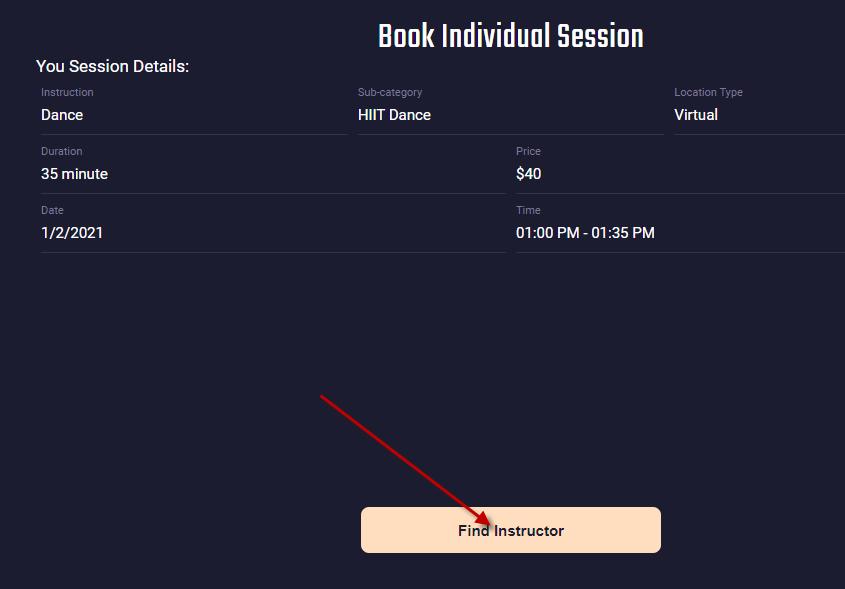 Book Individual Session
You Session Details:
Instruction Sub-category Location Type
Dance HIIT Dance Virtual
Duration Price
35 minute $40
Date Time
1/2/2021 01:00 PM - 01:35 PM
Find Instructor